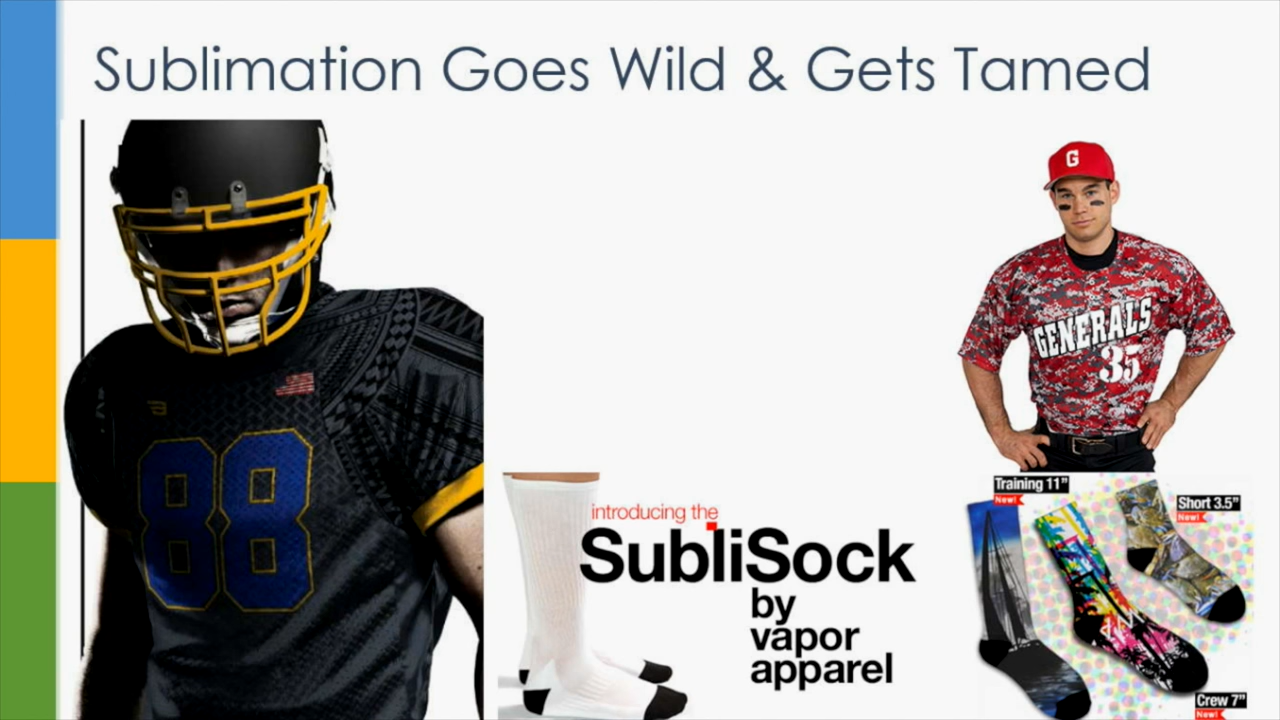 Sublimation Goes Wild & Gets Tamed
G
GENERALS
35
88
introducing the
SubliSock
by
vapor
apparel
Training 11"
New!
Short 3.5"
New!
Crew 7"
New!